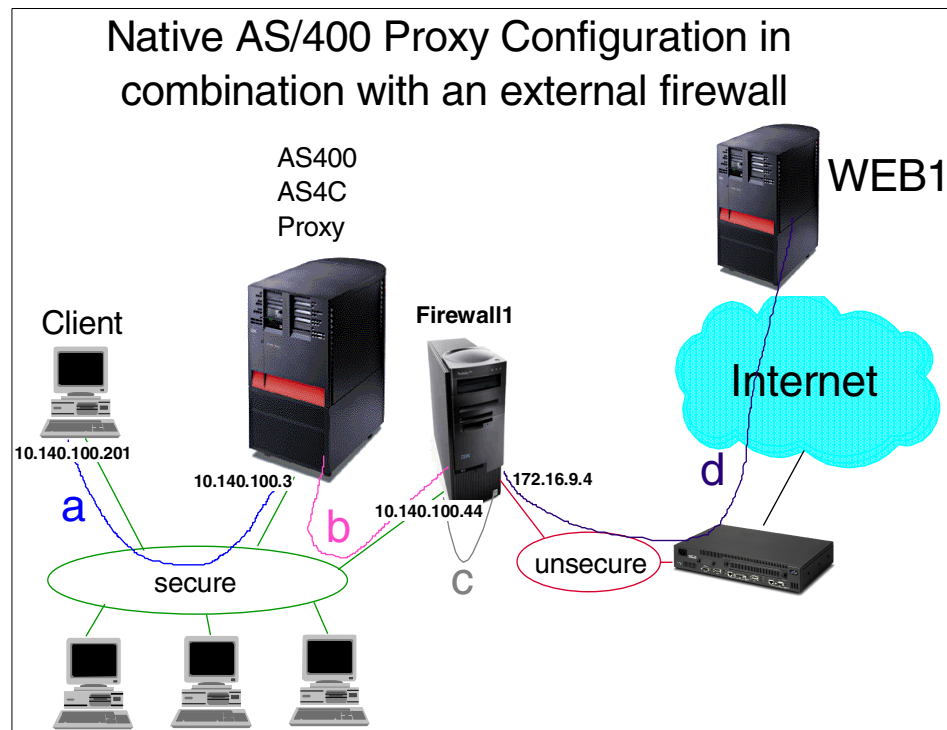 Native AS/400 Proxy Configuration in
combination with an external firewall
AS400
AS4C
Proxy
WEB1
Client
Firewall1
Internet
10.140.100.201
10.140.100.3
10.140.100.44
172.16.9.4
a
b
c
d
secure
unsecure